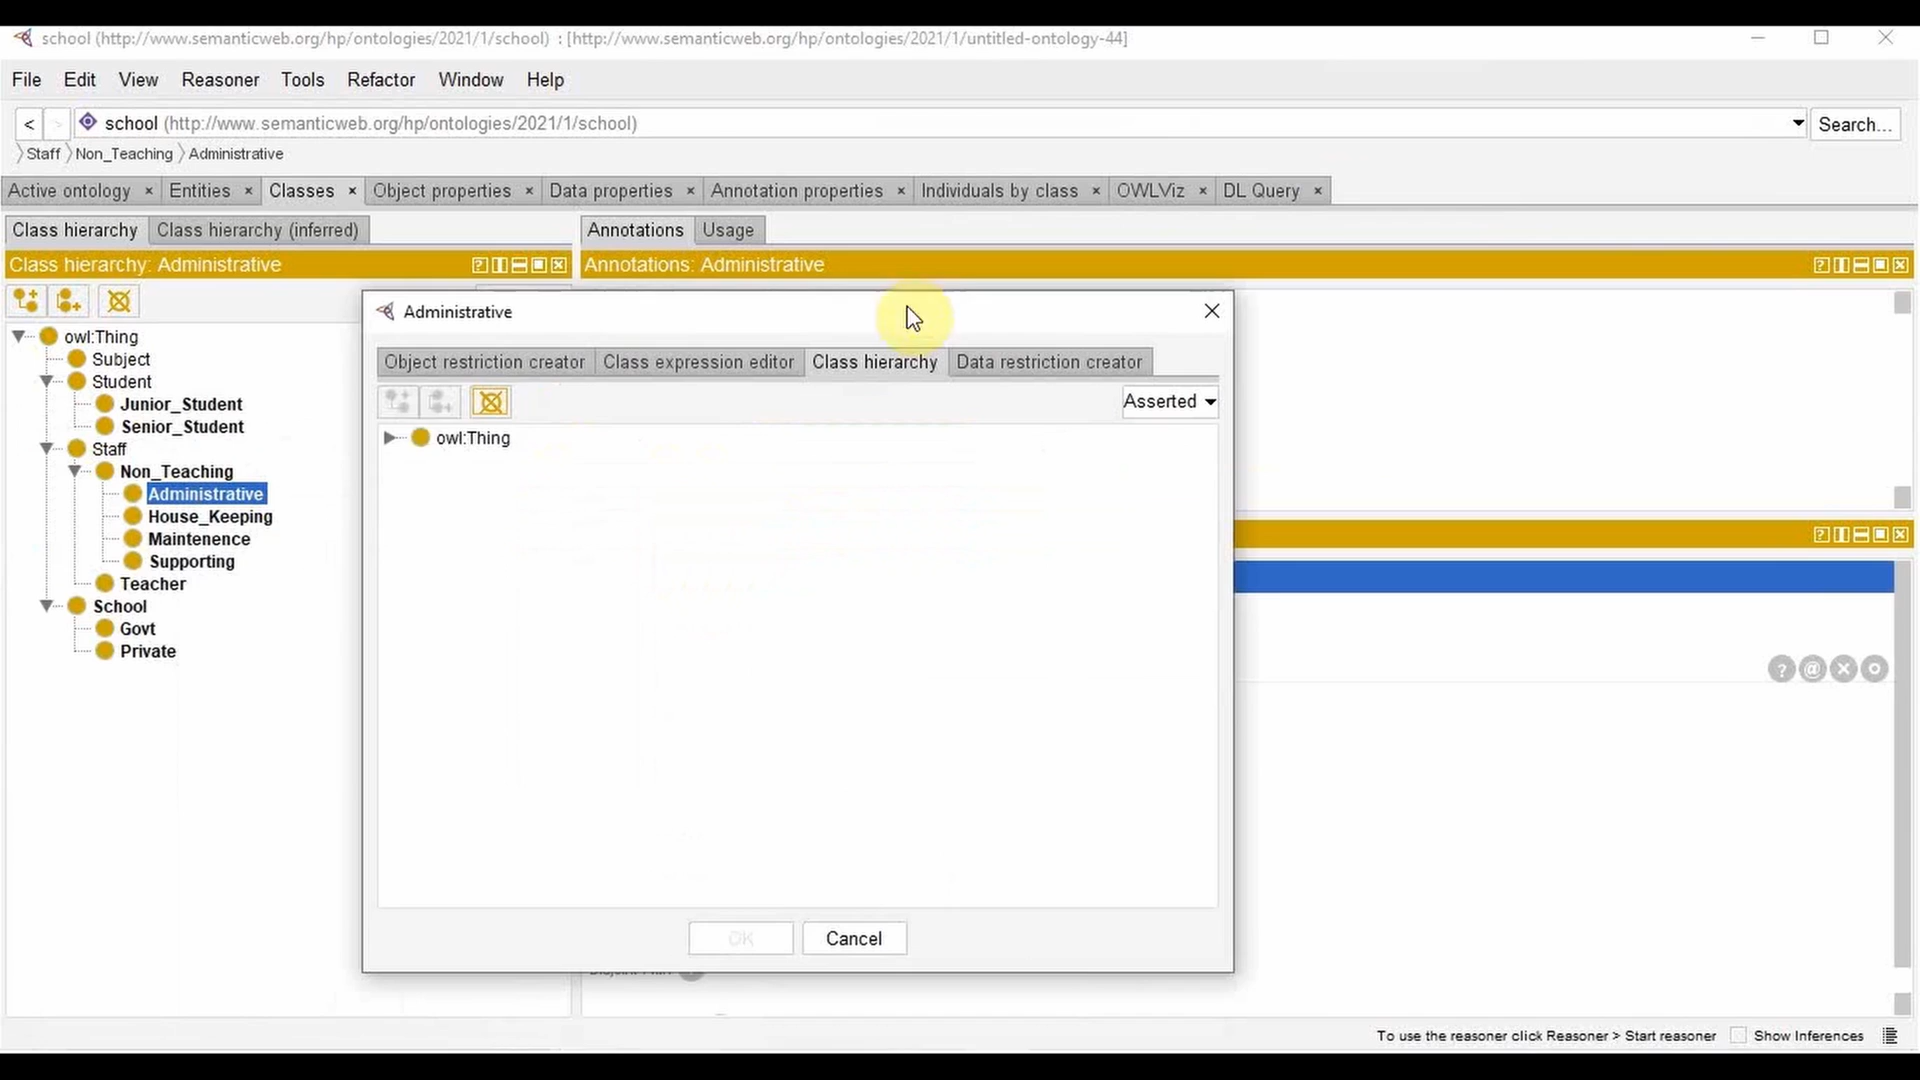 school (http://www.semanticweb.org/hp/ontologies/2021/1/school) : [http://www.semanticweb.org/hp/ontologies/2021/1/untitled-ontology-44]
File Edit View Reasoner Tools Refactor Window Help
< > school (http://www.semanticweb.org/hp/ontologies/2021/1/school) Search...
Staff Non_Teaching Administrative
Active ontology × Entities × Classes × Object properties × Data properties × Annotation properties × Individuals by class × OWLViz × DL Query ×
Class hierarchy Class hierarchy (inferred) Annotations Usage
Class hierarchy: Administrative Annotations: Administrative
Administrative
Object restriction creator Class expression editor Class hierarchy Data restriction creator
Asserted
owl:Thing
OK Cancel
owl:Thing
Subject
Student
Junior_Student
Senior_Student
Staff
Non_Teaching
Administrative
House_Keeping
Maintenence
Supporting
Teacher
School
Govt
Private
To use the reasoner click Reasoner > Start reasoner Show Inferences